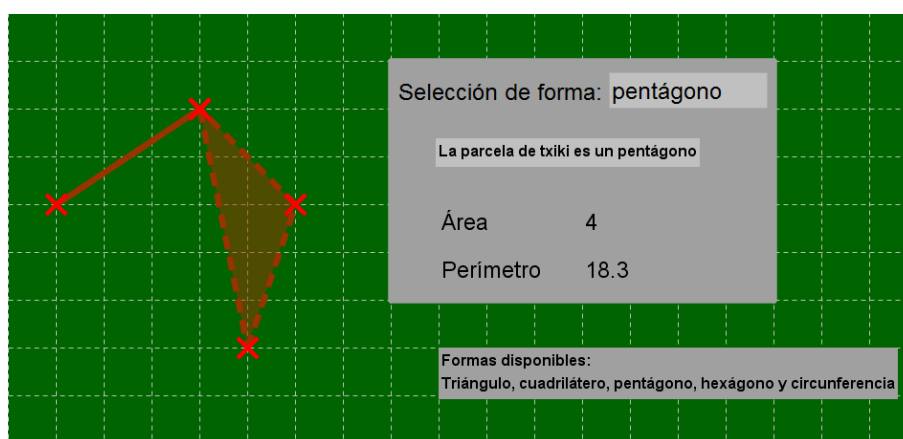 Selección de forma: pentágono
La parcela de txiki es un pentágono
Área 4
Perímetro 18.3
Formas disponibles:
Triángulo, cuadrilátero, pentágono, hexágono y circunferencia